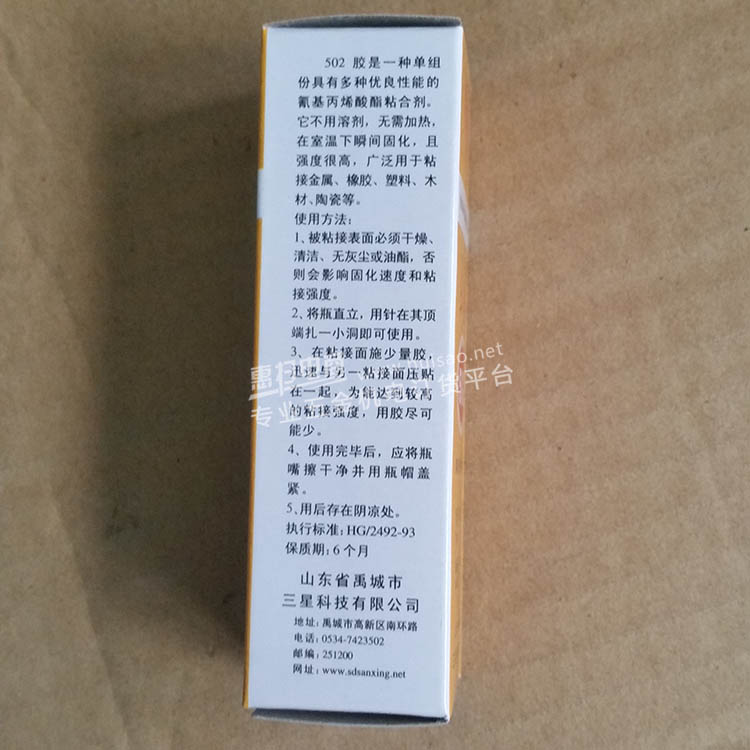 502 胶是一种单组
份具有多种优良性能的
氰基丙烯酸酯粘合剂。
它不用溶剂，无需加热，
在室温下瞬间固化，且
强度很高，广泛用于粘
接金属、橡胶、塑料、木
材、陶瓷等。
使用方法：
1、被粘接表面必须干燥、
清洁、无灰尘或油酯，否
则会影响固化速度和粘
接强度。
2、将瓶直立，用针在其顶
端扎一小洞即可使用。
3、在粘接面施少量胶，
迅速与另一粘接面压贴
在一起，为能达到较高
的粘接强度，用胶尽可
能少。
4、使用完毕后，应将瓶
嘴擦干净并用瓶帽盖
紧。
5、用后存在阴凉处。
执行标准：HG/2492-93
保质期：6个月
山东省禹城市
三星科技有限公司
地址：禹城市高新区南环路
电话：0534-7423502
邮编：251200
网址：www.sdsanxing.net